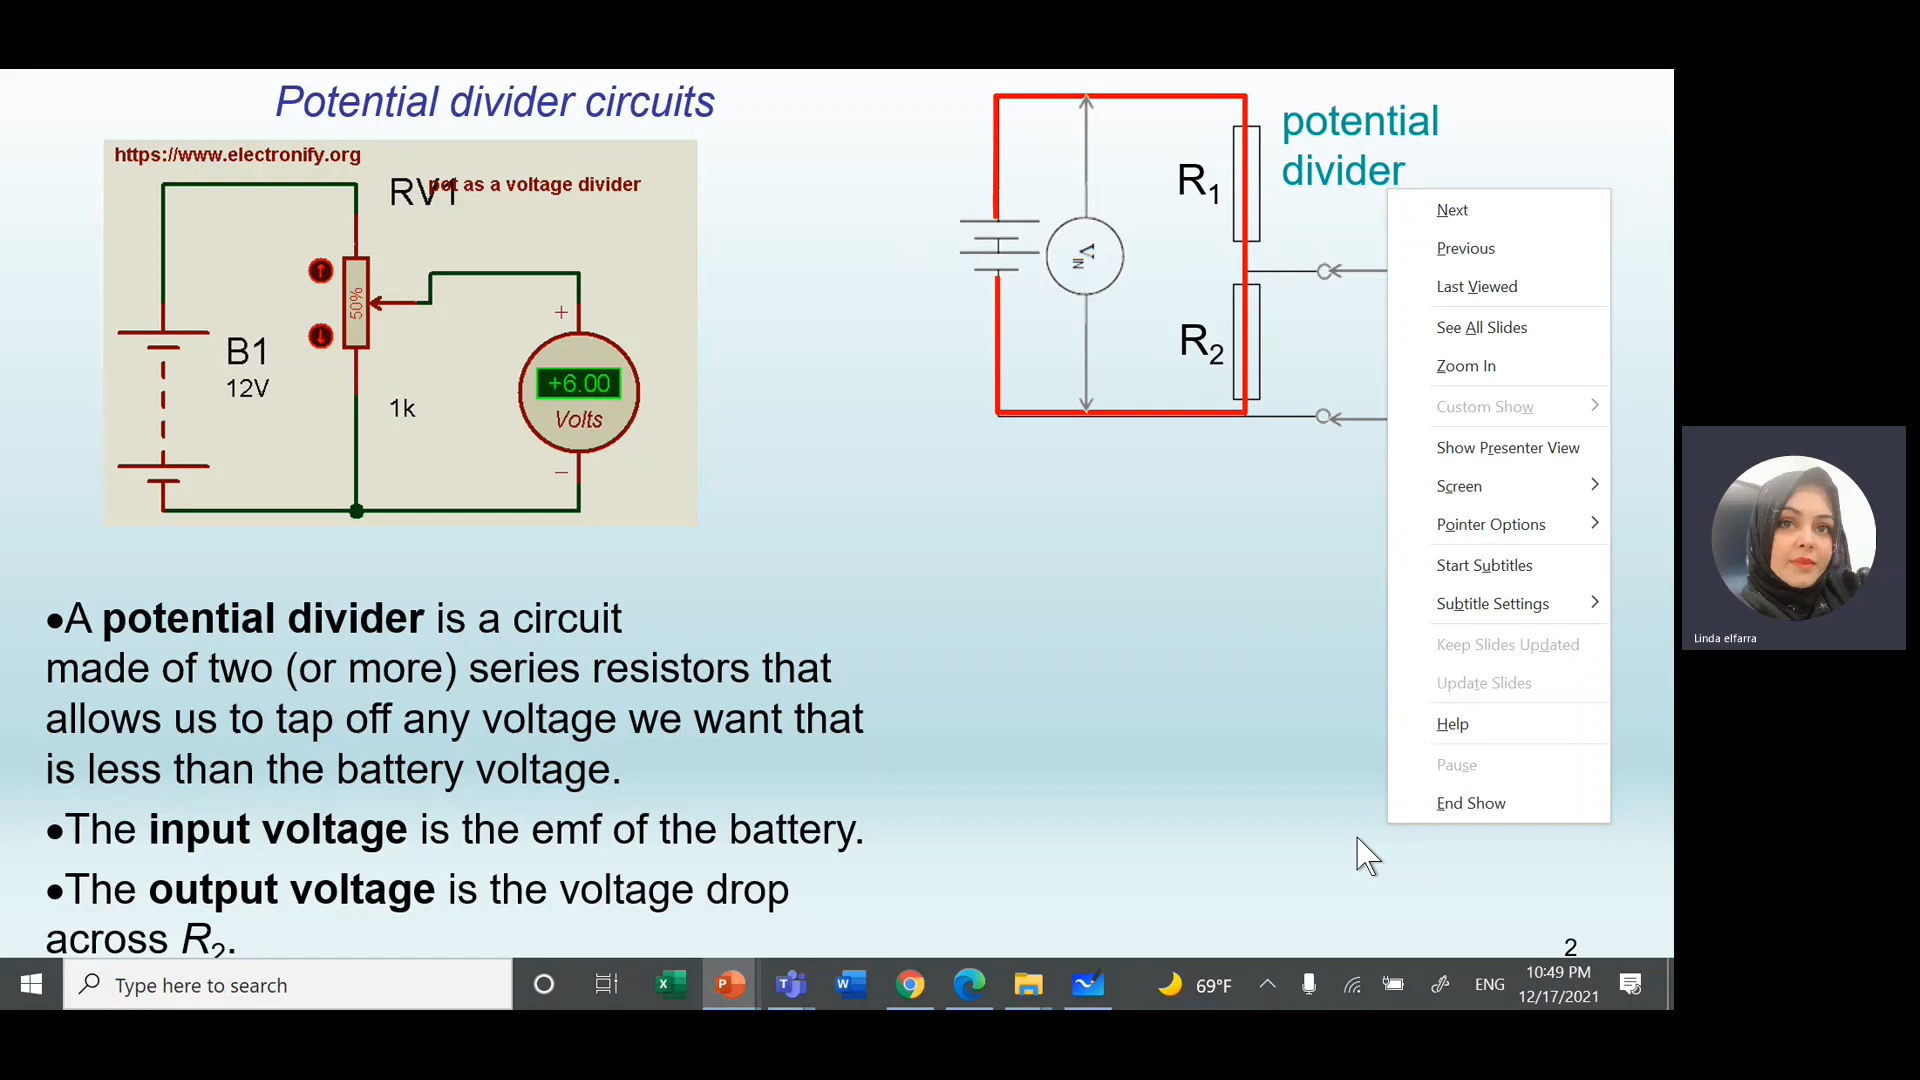 Potential divider circuits
https://www.electronify.org
RV1
pot as a voltage divider
50%
B1
12V
1k
+
+6.00
Volts
−
potential
divider
R1
VIN
R2
Next
Previous
Last Viewed
See All Slides
Zoom In
Custom Show
Show Presenter View
Screen
Pointer Options
Start Subtitles
Subtitle Settings
Keep Slides Updated
Update Slides
Help
Pause
End Show
Linda elfarra
•A potential divider is a circuit
made of two (or more) series resistors that
allows us to tap off any voltage we want that
is less than the battery voltage.
•The input voltage is the emf of the battery.
•The output voltage is the voltage drop
across R2.
2
Type here to search
69°F
ENG
10:49 PM
12/17/2021